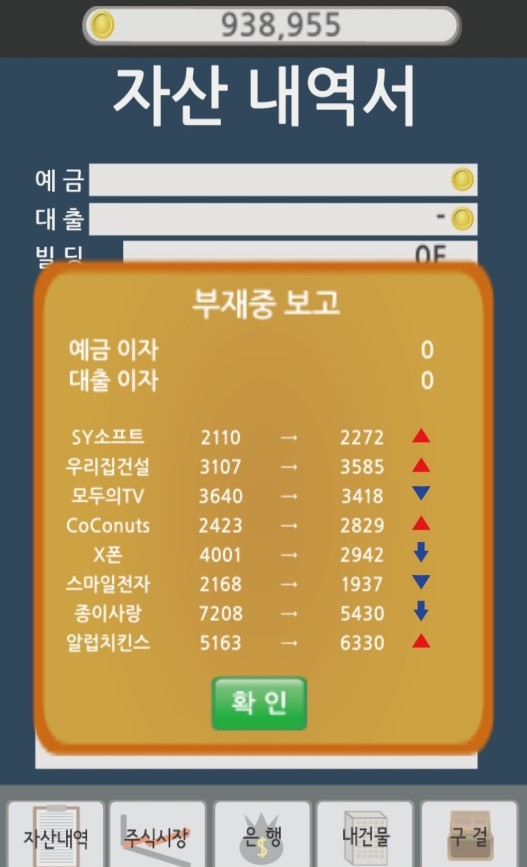 938,955
자산 내역서
예 금
대 출 -
빌 딩 0F
부재중 보고
예금 이자 0
대출 이자 0
SY소프트 2110 → 2272
우리집건설 3107 → 3585
모두의TV 3640 → 3418
CoConuts 2423 → 2829
X폰 4001 → 2942
스마일전자 2168 → 1937
종이사랑 7208 → 5430
알럽치킨스 5163 → 6330
확 인
자산내역 주식시장 은 행 내건물 구 걸